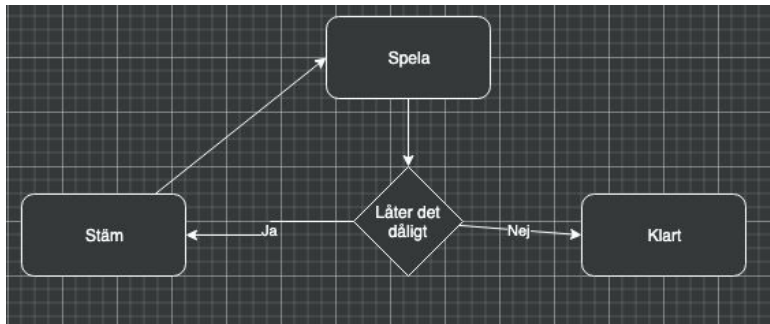 Spela
Låter det
dåligt
Stäm
Ja
Nej
Klart